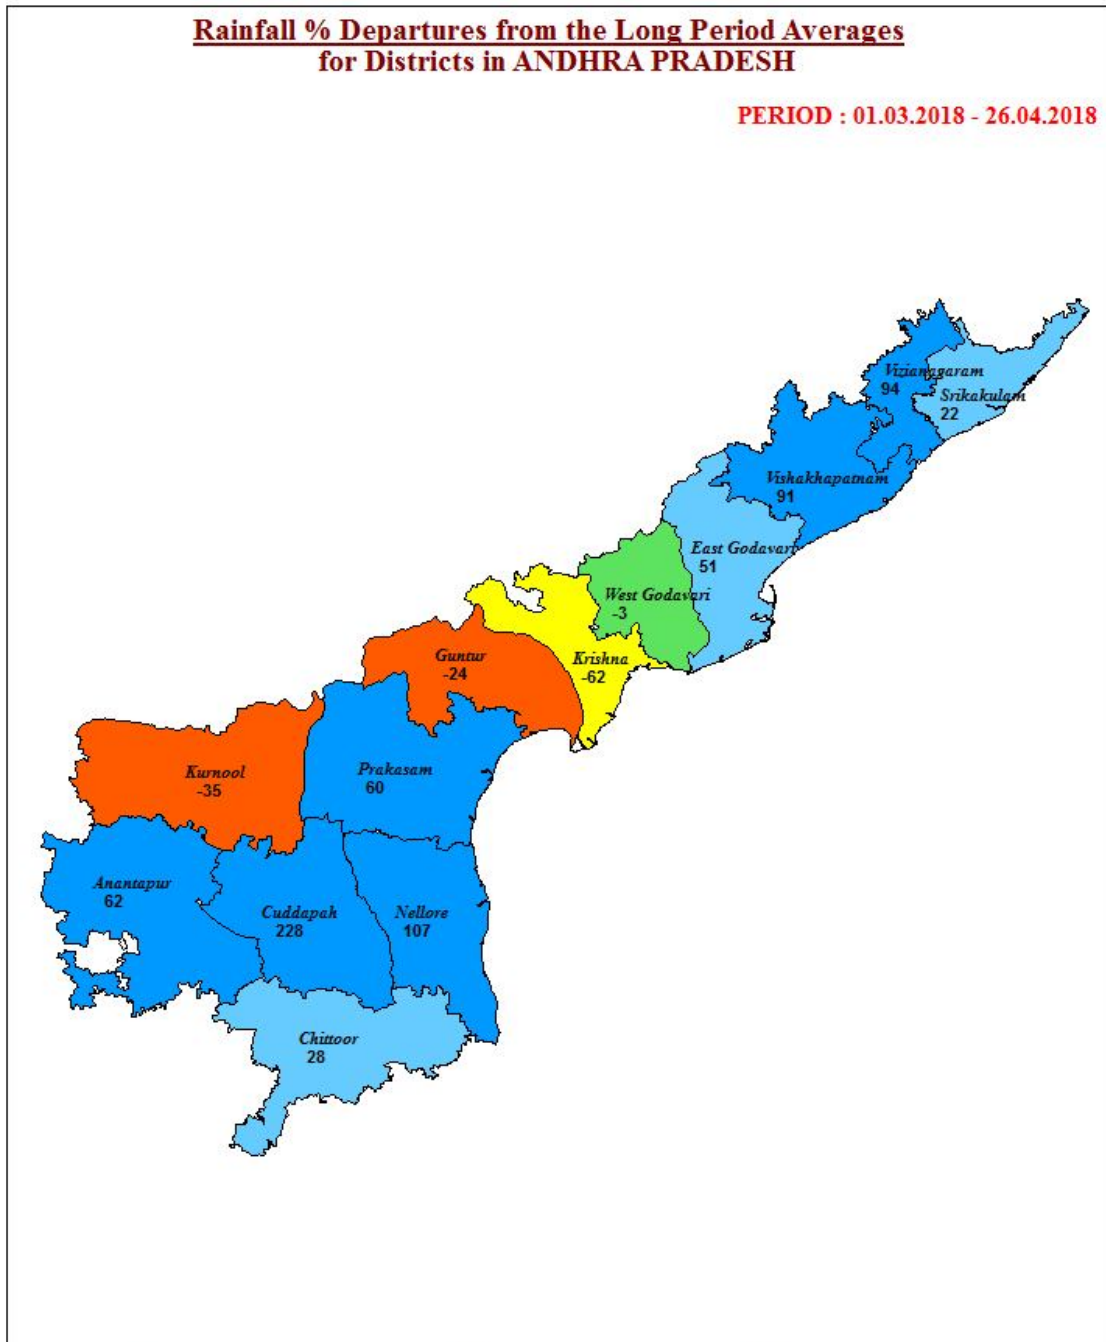 Rainfall % Departures from the Long Period Averages
for Districts in ANDHRA PRADESH
PERIOD : 01.03.2018 - 26.04.2018
Vizianagaram
94
Srikakulam
22
Vishakhapatnam
91
East Godavari
51
West Godavari
-3
Guntur
-24
Krishna
-62
Kurnool
-35
Prakasam
60
Anantapur
62
Cuddapah
228
Nellore
107
Chittoor
28